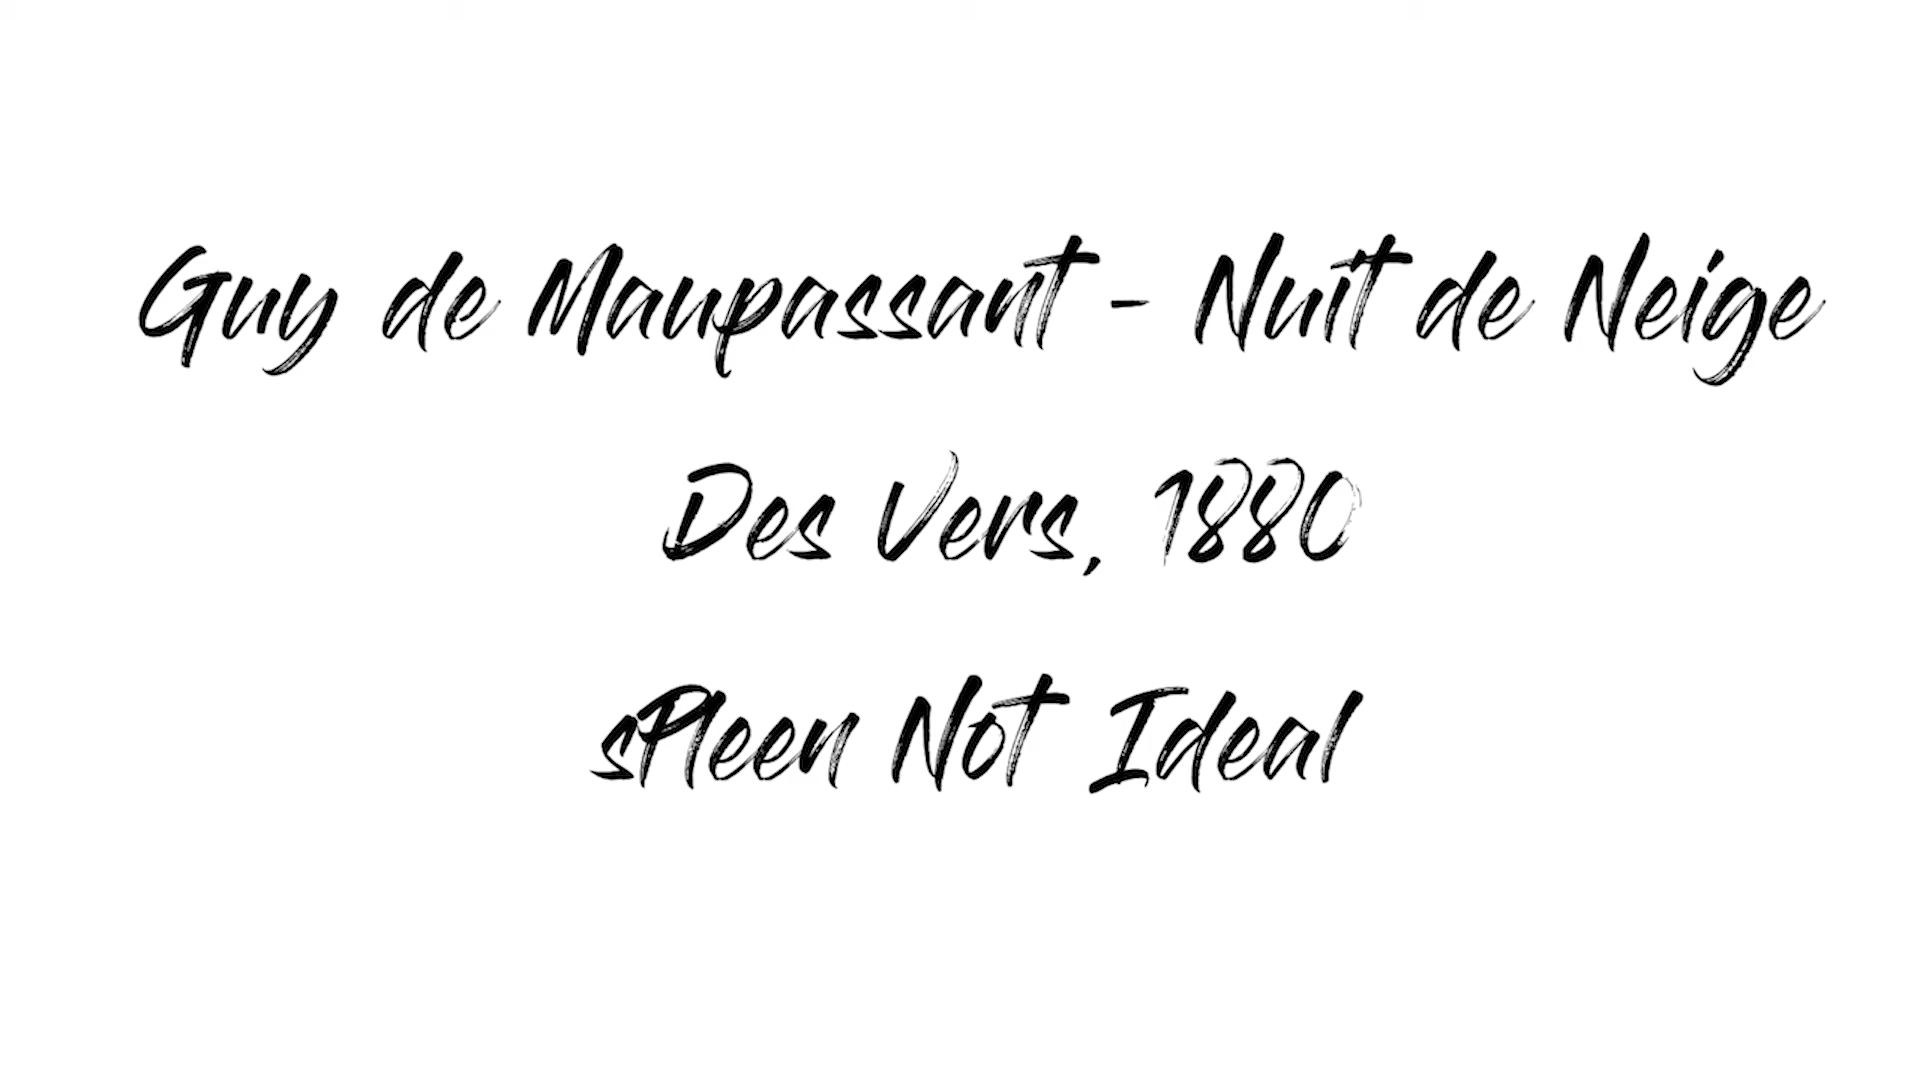 Guy de Maupassant - Nuit de Neige
Des Vers, 1880
sPleen Not Ideal